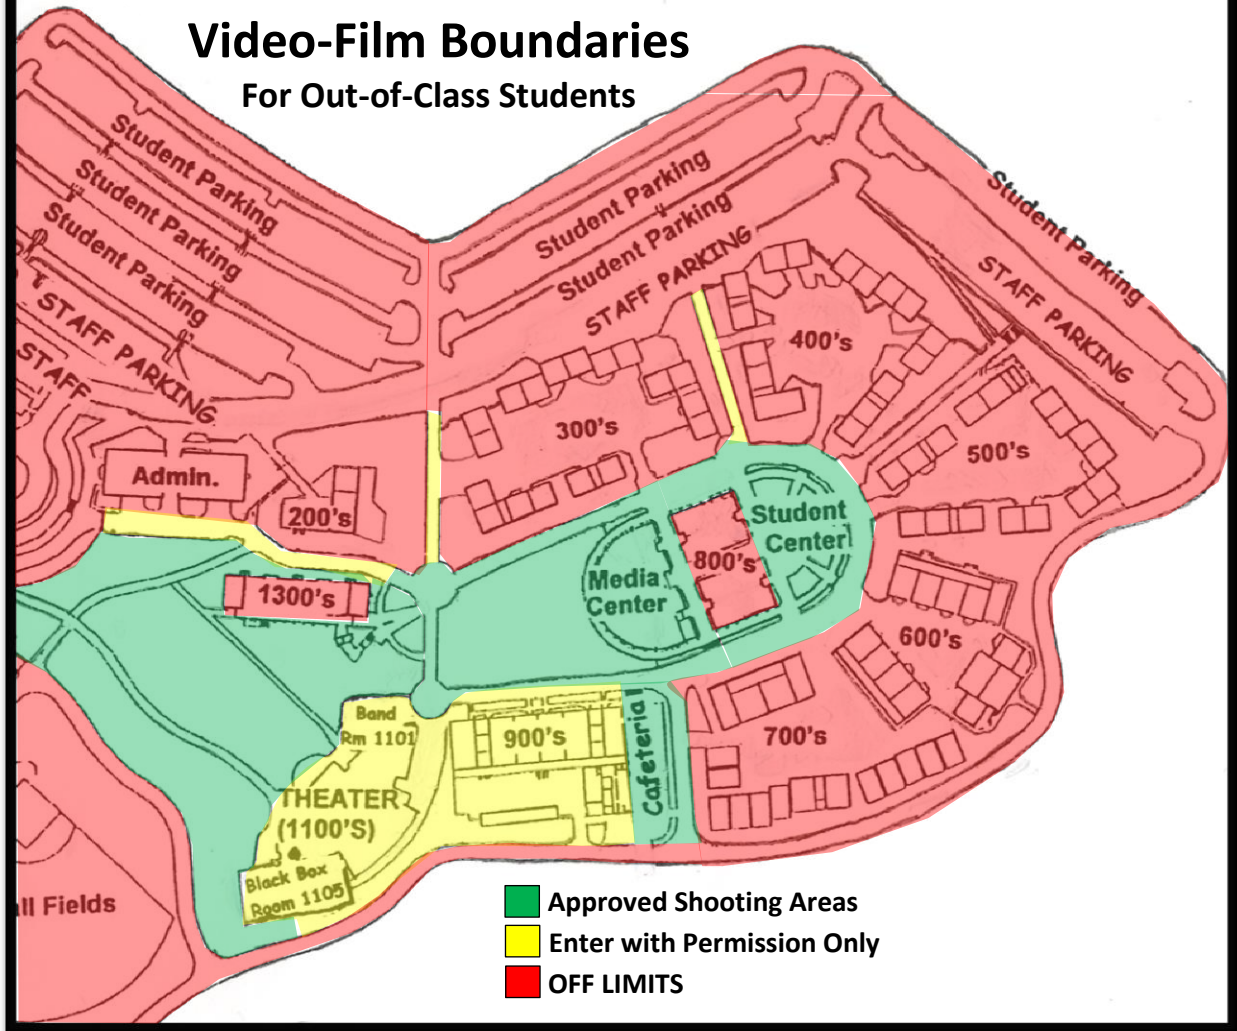 Video-Film Boundaries
For Out-of-Class Students
Student Parking
Student Parking
Student Parking
STAFF PARKING
STAFF
Student Parking
Student Parking
STAFF PARKING
Student Parking
STAFF PARKING
400's
300's
500's
Admin.
200's
Student
Center
800's
Media
Center
1300's
600's
Band
Rm 1101
900's
Cafeteria
700's
THEATER
(1100'S)
Black Box
Room 1105
ll Fields
Approved Shooting Areas
Enter with Permission Only
OFF LIMITS